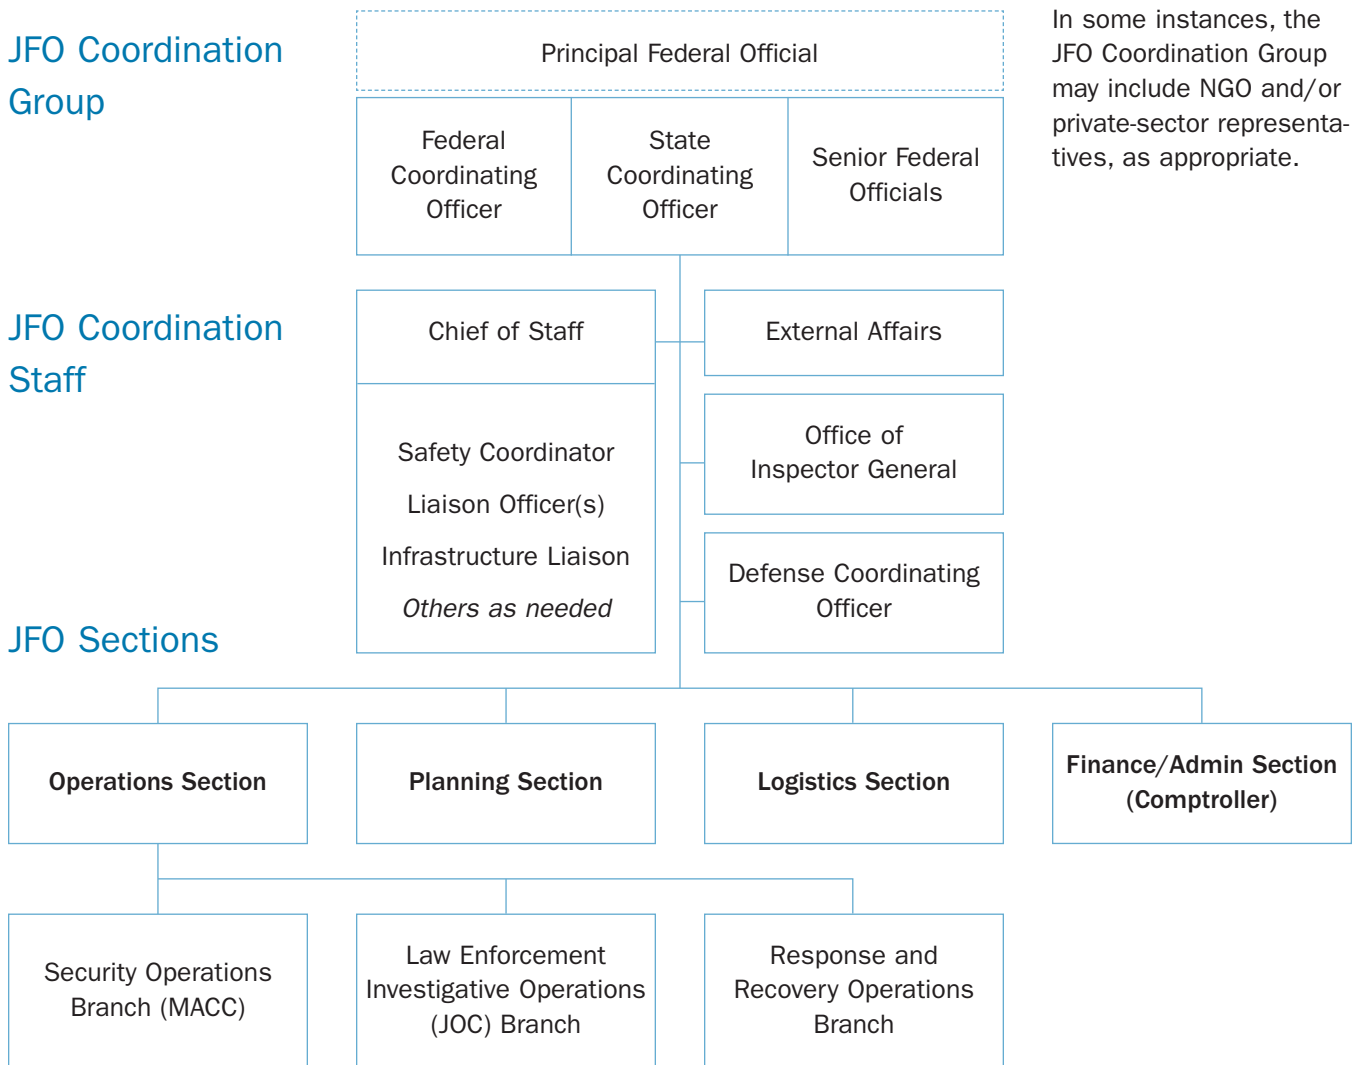 JFO Coordination
Group
Principal Federal Official
Federal
Coordinating
Officer
State
Coordinating
Officer
Senior Federal
Officials
In some instances, the
JFO Coordination Group
may include NGO and/or
private-sector representa-
tives, as appropriate.
JFO Coordination
Staff
Chief of Staff
Safety Coordinator
Liaison Officer(s)
Infrastructure Liaison
Others as needed
External Affairs
Office of
Inspector General
Defense Coordinating
Officer
JFO Sections
Operations Section
Planning Section
Logistics Section
Finance/Admin Section
(Comptroller)
Security Operations
Branch (MACC)
Law Enforcement
Investigative Operations
(JOC) Branch
Response and
Recovery Operations
Branch